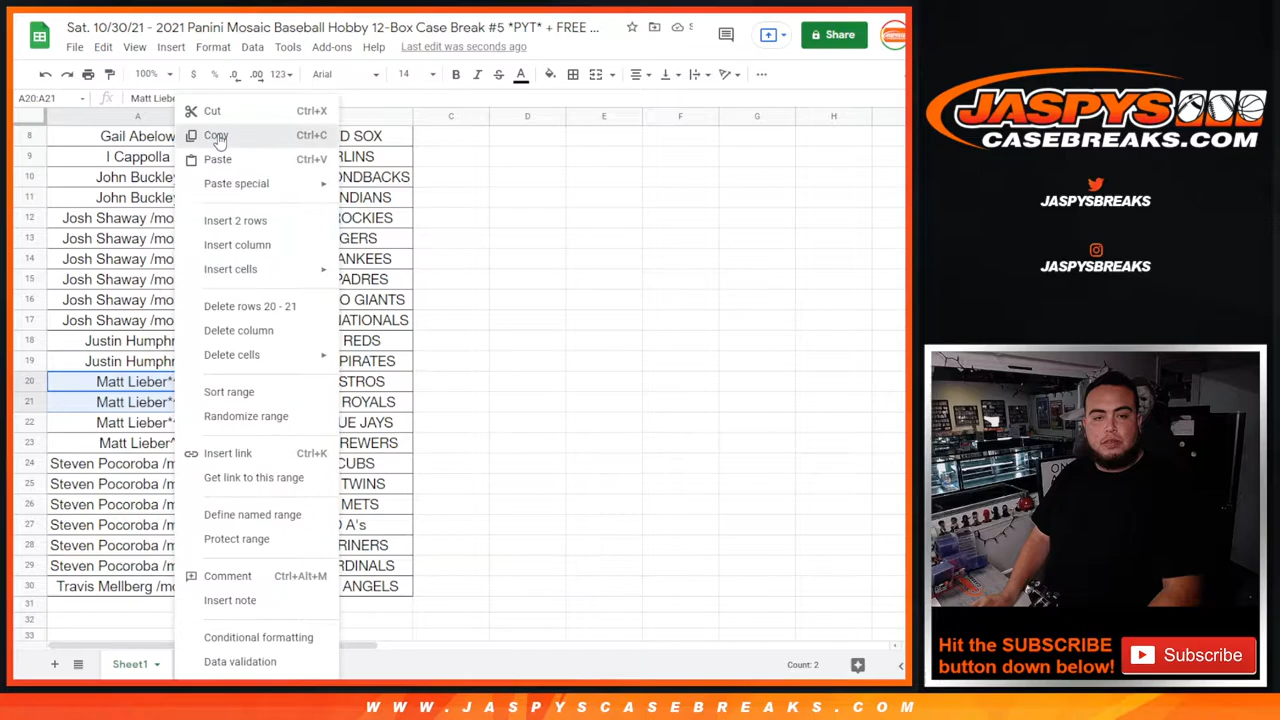 Sat. 10/30/21 - 2021 Panini Mosaic Baseball Hobby 12-Box Case Break #5 *PYT* + FREE ...
File Edit View Insert Format Data Tools Add-ons Help Last edit was seconds ago
Share
100% $ % .0 .00 123 Arial 14 B I S A
A20:A21 fx Matt Liebe
A C D E F G H
8 Gail Abelow D SOX
9 I Cappolla RLINS
10 John Buckle ONDBACKS
11 John Buckle NDIANS
12 Josh Shaway /mo ROCKIES
13 Josh Shaway /mo GERS
14 Josh Shaway /mo ANKEES
15 Josh Shaway /mo PADRES
16 Josh Shaway /mo O GIANTS
17 Josh Shaway /mo NATIONALS
18 Justin Humphr REDS
19 Justin Humphr PIRATES
20 Matt Lieber* STROS
21 Matt Lieber* ROYALS
22 Matt Lieber* UE JAYS
23 Matt Lieber BREWERS
24 Steven Pocoroba /m CUBS
25 Steven Pocoroba /m TWINS
26 Steven Pocoroba /m METS
27 Steven Pocoroba /m D A's
28 Steven Pocoroba /m RINERS
29 Steven Pocoroba /m RDINALS
30 Travis Mellberg /mo ANGELS
31
32
33
Cut Ctrl+X
Copy Ctrl+C
Paste Ctrl+V
Paste special
Insert 2 rows
Insert column
Insert cells
Delete rows 20 - 21
Delete column
Delete cells
Sort range
Randomize range
Insert link Ctrl+K
Get link to this range
Define named range
Protect range
Comment Ctrl+Alt+M
Insert note
Conditional formatting
Data validation
Sheet1
Count: 2
JASPYS
CASEBREAKS.COM
JASPYSBREAKS
JASPYSBREAKS
Hit the SUBSCRIBE
button down below!
Subscribe
WWW.JASPYSCASEBREAKS.COM